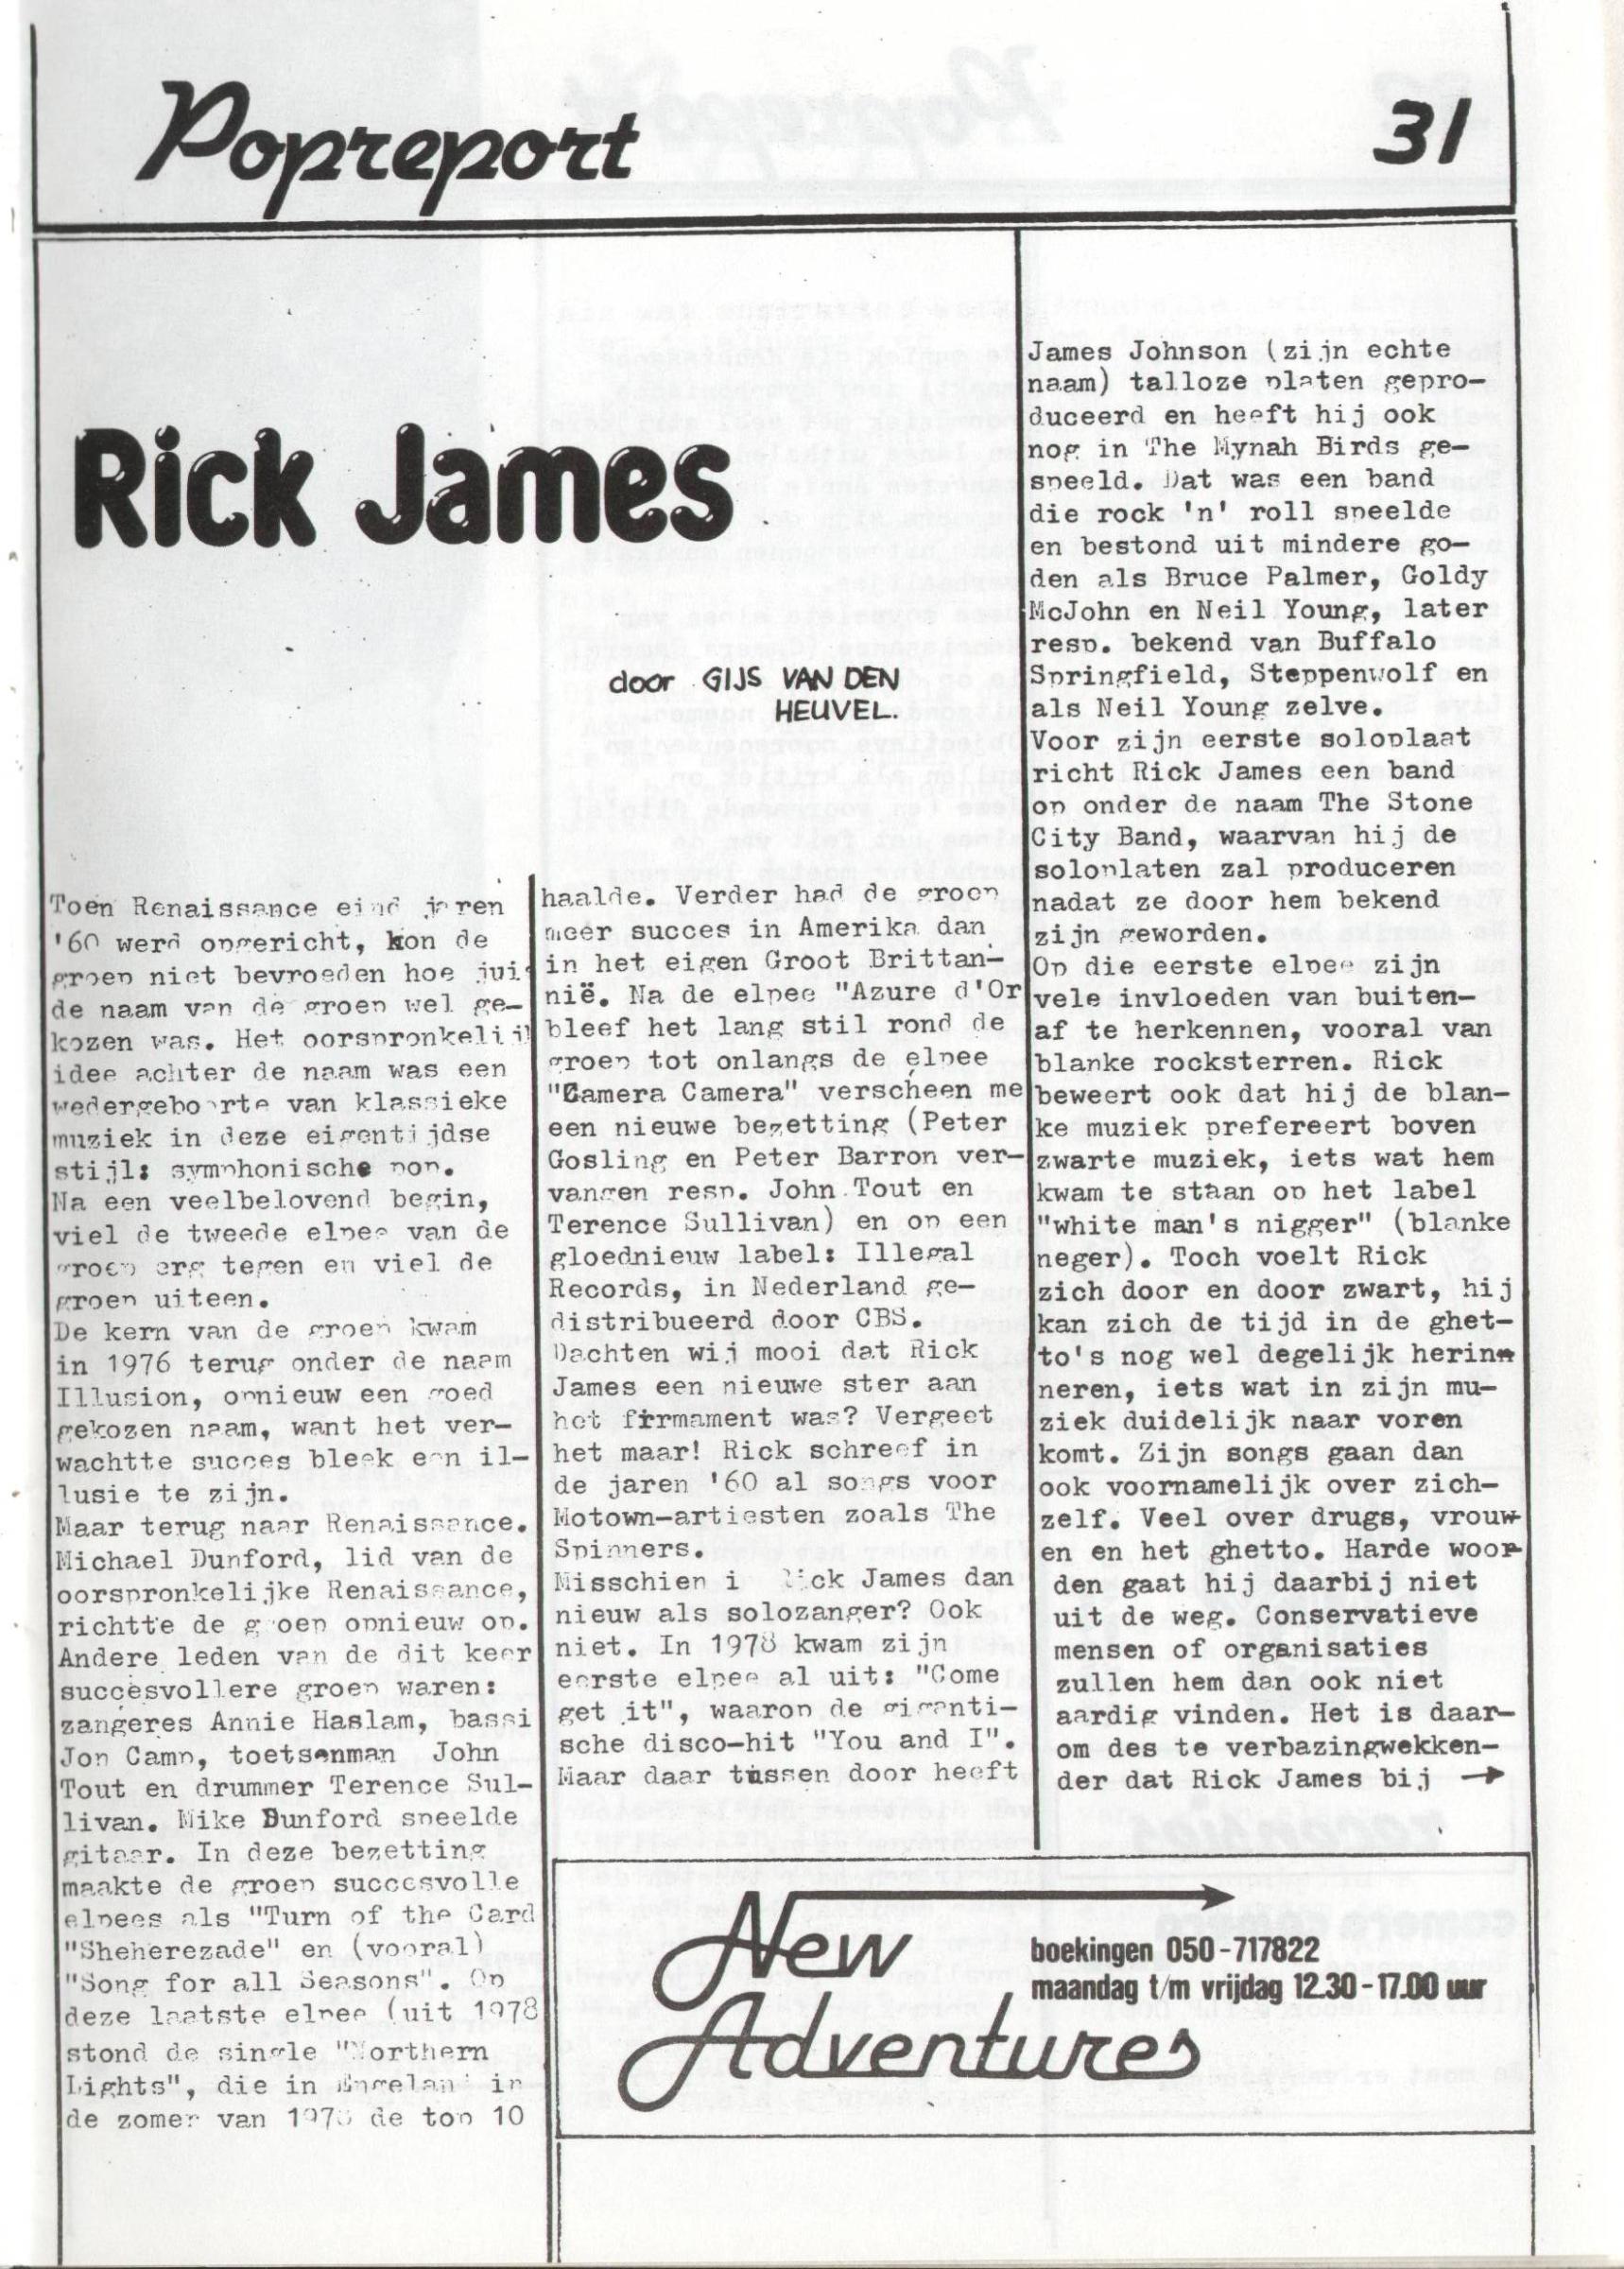 Popreport
31
Rick James
door GIJS VAN DEN
HEUVEL.
Toen Renaissance eind jaren
'60 werd opgericht, kon de
groep niet bevroeden hoe jui
de naam van de groep wel ge-
kozen was. Het oorspronkelij
idee achter de naam was een
wedergeboorte van klassieke
muziek in deze eigentijdse
stijl: symphonische pop.
Na een veelbelovend begin,
viel de tweede elpee van de
groep erg tegen en viel de
groep uiteen.
De kern van de groep kwam
in 1976 terug onder de naam
Illusion, opnieuw een goed
gekozen naam, want het ver-
wachtte succes bleek een il-
lusie te zijn.
Maar terug naar Renaissance.
Michael Dunford, lid van de
oorspronkelijke Renaissance,
richtte de groep opnieuw op.
Andere leden van de dit keer
succesvollere groep waren:
zangeres Annie Haslam, bassi
Jon Camp, toetsenman John
Tout en drummer Terence Sul-
livan. Mike Dunford speelde
gitaar. In deze bezetting
maakte de groep succesvolle
elpees als "Turn of the Card
"Sheherezade" en (vooral)
"Song for all Seasons". Op
deze laatste elpee (uit 1978
stond de single "Northern
Lights", die in Engeland in
de zomer van 1978 de top 10
haalde. Verder had de groep
meer succes in Amerika dan
in het eigen Groot Brittan-
nië. Na de elpee "Azure d'Or
bleef het lang stil rond de
groep tot onlangs de elpee
"Camera Camera" verscheen me
een nieuwe bezetting (Peter
Gosling en Peter Barron ver-
vangen resp. John Tout en
Terence Sullivan) en op een
gloednieuw label: Illegal
Records, in Nederland ge-
distribueerd door CBS.
Dachten wij mooi dat Rick
James een nieuwe ster aan
het firmament was? Vergeet
het maar! Rick schreef in
de jaren '60 al songs voor
Motown-artiesten zoals The
Spinners.
Misschien i Rick James dan
nieuw als solozanger? Ook
niet. In 1978 kwam zijn
eerste elpee al uit: "Come
get it", waarop de giganti-
sche disco-hit "You and I".
Maar daar tussen door heeft
James Johnson (zijn echte
naam) talloze platen gepro-
duceerd en heeft hij ook
nog in The Mynah Birds ge-
speeld. Dat was een band
die rock 'n' roll speelde
en bestond uit mindere go-
den als Bruce Palmer, Goldy
McJohn en Neil Young, later
resp. bekend van Buffalo
Springfield, Steppenwolf en
als Neil Young zelve.
Voor zijn eerste soloplaat
richt Rick James een band
op onder de naam The Stone
City Band, waarvan hij de
soloplaten zal produceren
nadat ze door hem bekend
zijn geworden.
Op die eerste elpee zijn
vele invloeden van buiten-
af te herkennen, vooral van
blanke rocksterren. Rick
beweert ook dat hij de blan-
ke muziek prefereert boven
zwarte muziek, iets wat hem
kwam te staan op het label
"white man's nigger" (blanke
neger). Toch voelt Rick
zich door en door zwart, hij
kan zich de tijd in de ghet-
to's nog wel degelijk herin-
neren, iets wat in zijn mu-
ziek duidelijk naar voren
komt. Zijn songs gaan dan
ook voornamelijk over zich-
zelf. Veel over drugs, vrouw-
en en het ghetto. Harde woor-
den gaat hij daarbij niet
uit de weg. Conservatieve
mensen of organisaties
zullen hem dan ook niet
aardig vinden. Het is daar-
om des te verbazingwekken-
der dat Rick James bij →
New
Adventures
boekingen 050-717822
maandag t/m vrijdag 12.30-17.00 uur